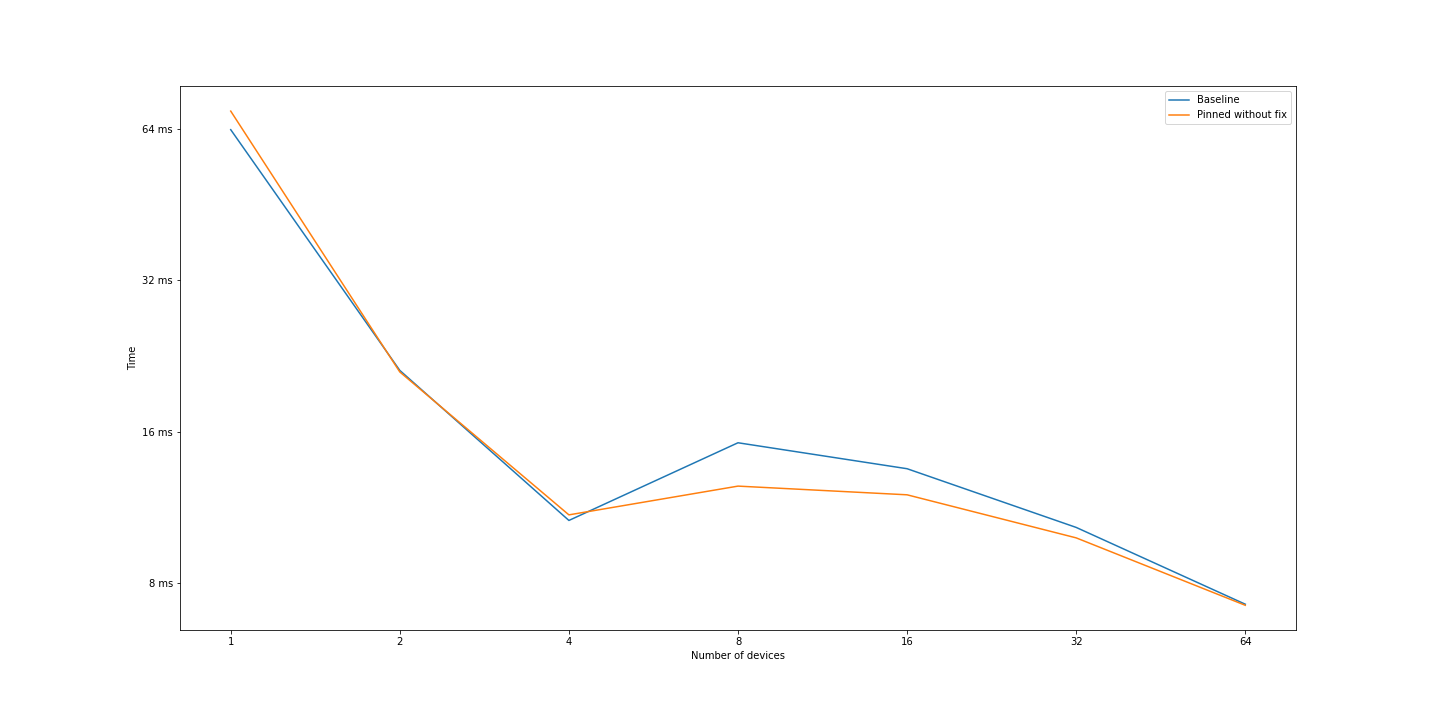 Baseline
Pinned without fix
64 ms
32 ms
16 ms
8 ms
Time
1 2 4 8 16 32 64
Number of devices